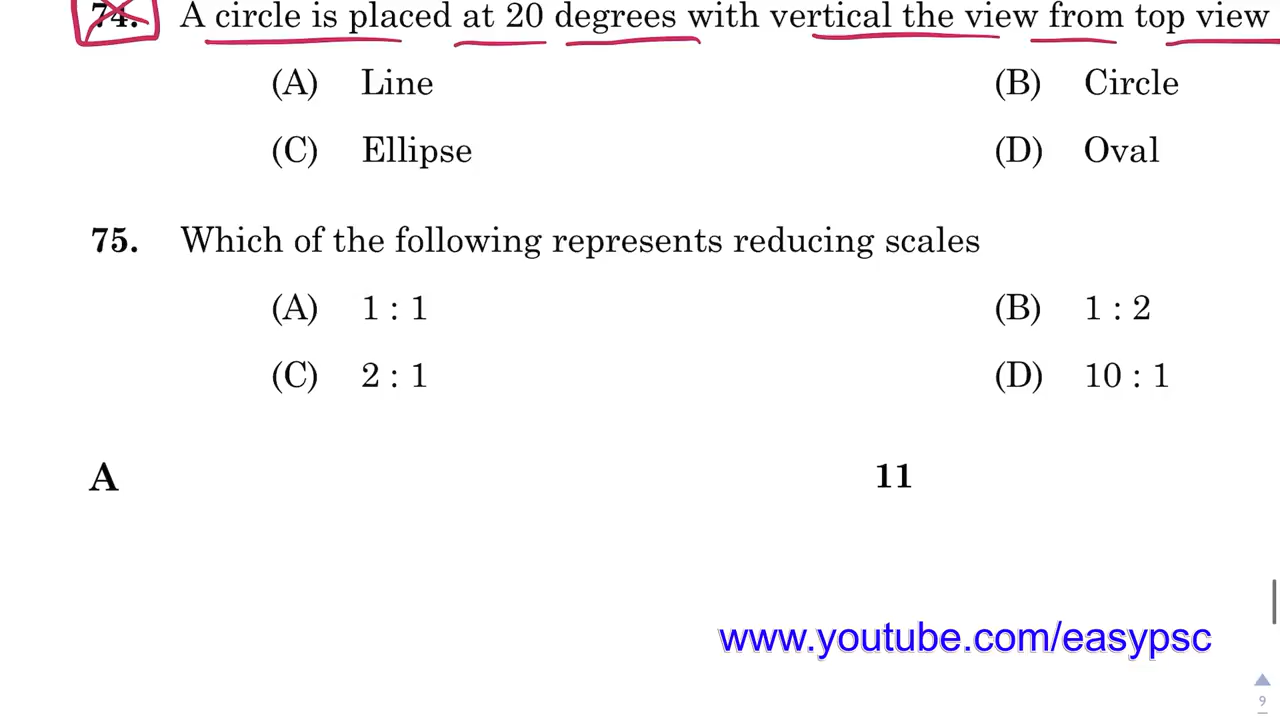 74. A circle is placed at 20 degrees with vertical the view from top view
(A) Line (B) Circle
(C) Ellipse (D) Oval
75. Which of the following represents reducing scales
(A) 1 : 1 (B) 1 : 2
(C) 2 : 1 (D) 10 : 1
A 11
www.youtube.com/easypsc
9